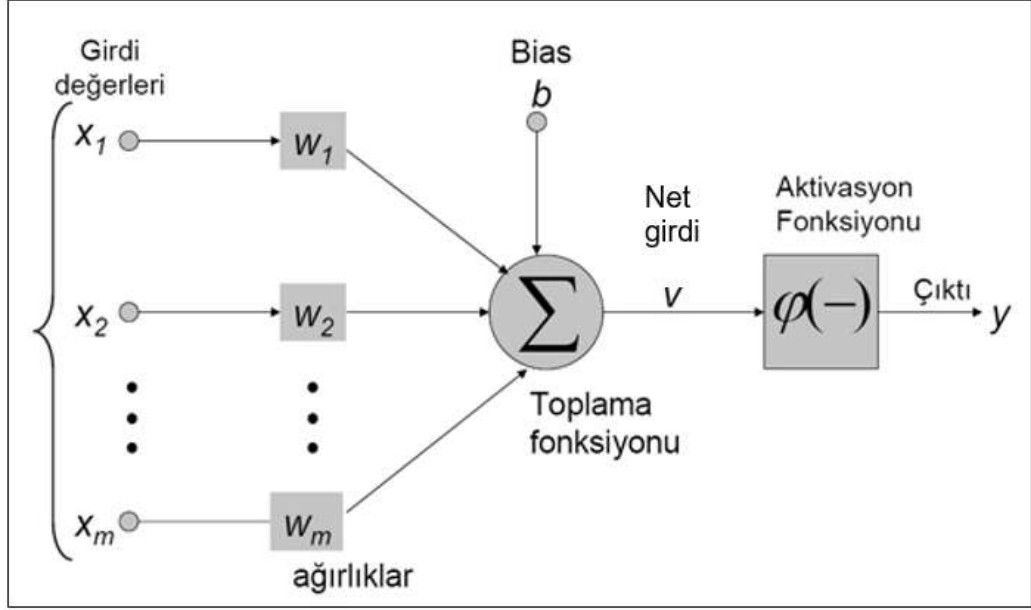 Girdi
değerleri
x1
w1
x2
w2
xm
wm
ağırlıklar
Bias
b
∑
Toplama
fonksiyonu
Net
girdi
v
Aktivasyon
Fonksiyonu
φ(−)
Çıktı
y